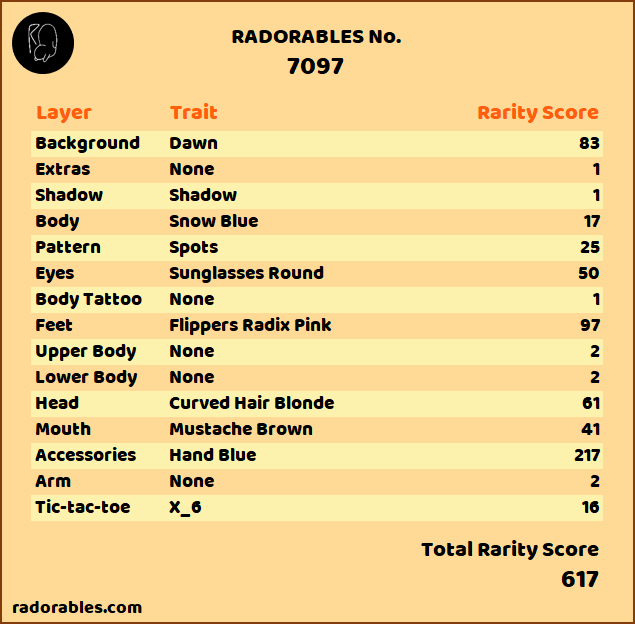 RADORABLES No.
7097
Layer Trait Rarity Score
Background Dawn 83
Extras None 1
Shadow Shadow 1
Body Snow Blue 17
Pattern Spots 25
Eyes Sunglasses Round 50
Body Tattoo None 1
Feet Flippers Radix Pink 97
Upper Body None 2
Lower Body None 2
Head Curved Hair Blonde 61
Mouth Mustache Brown 41
Accessories Hand Blue 217
Arm None 2
Tic-tac-toe X_6 16
Total Rarity Score
617
radorables.com